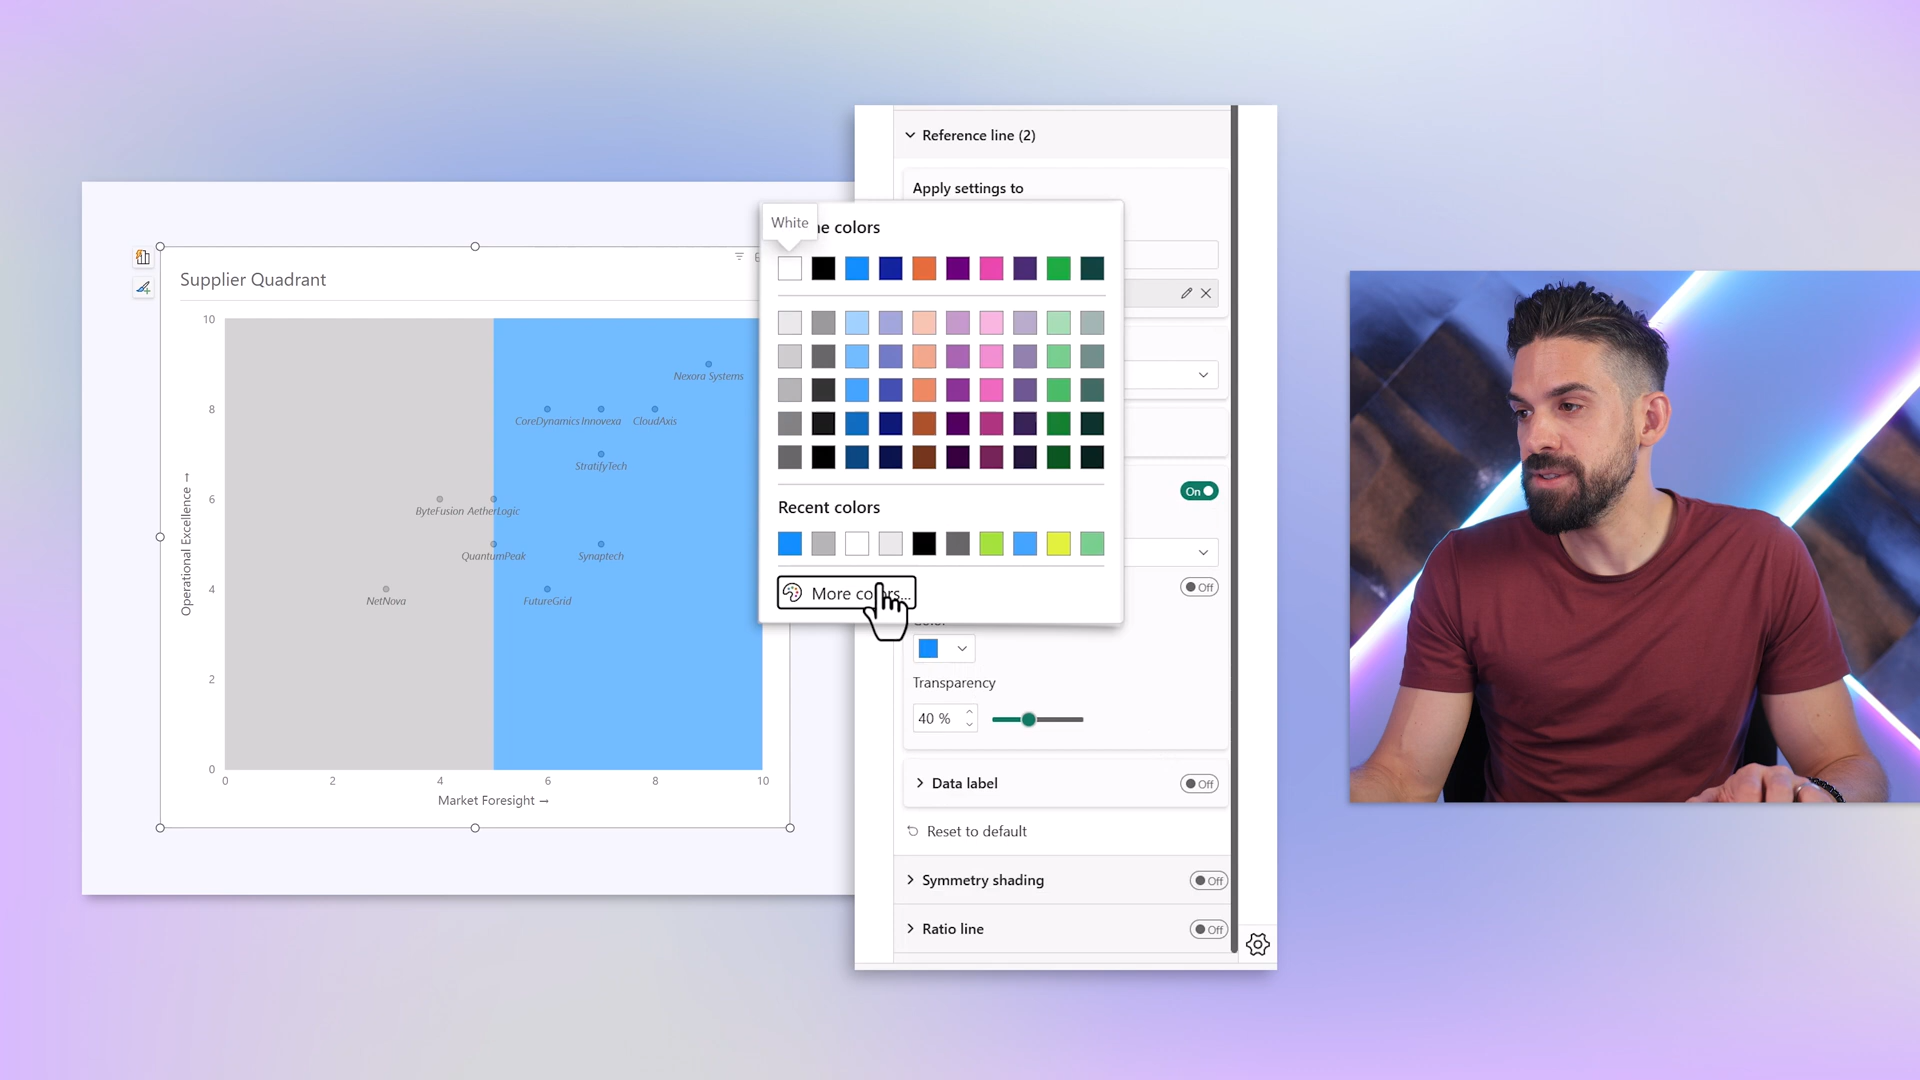 Reference line (2)
Apply settings to
White
e colors
Supplier Quadrant
10
8
6
4
2
0
0
2
4
6
8
10
Operational Excellence →
Market Foresight →
Nexora Systems
CoreDynamics
Innovexa
CloudAxis
StratifyTech
ByteFusion
AetherLogic
QuantumPeak
Synaptech
NetNova
FutureGrid
On
Recent colors
Off
More colors...
Transparency
40 %
Data label
Off
Reset to default
Symmetry shading
Off
Ratio line
Off